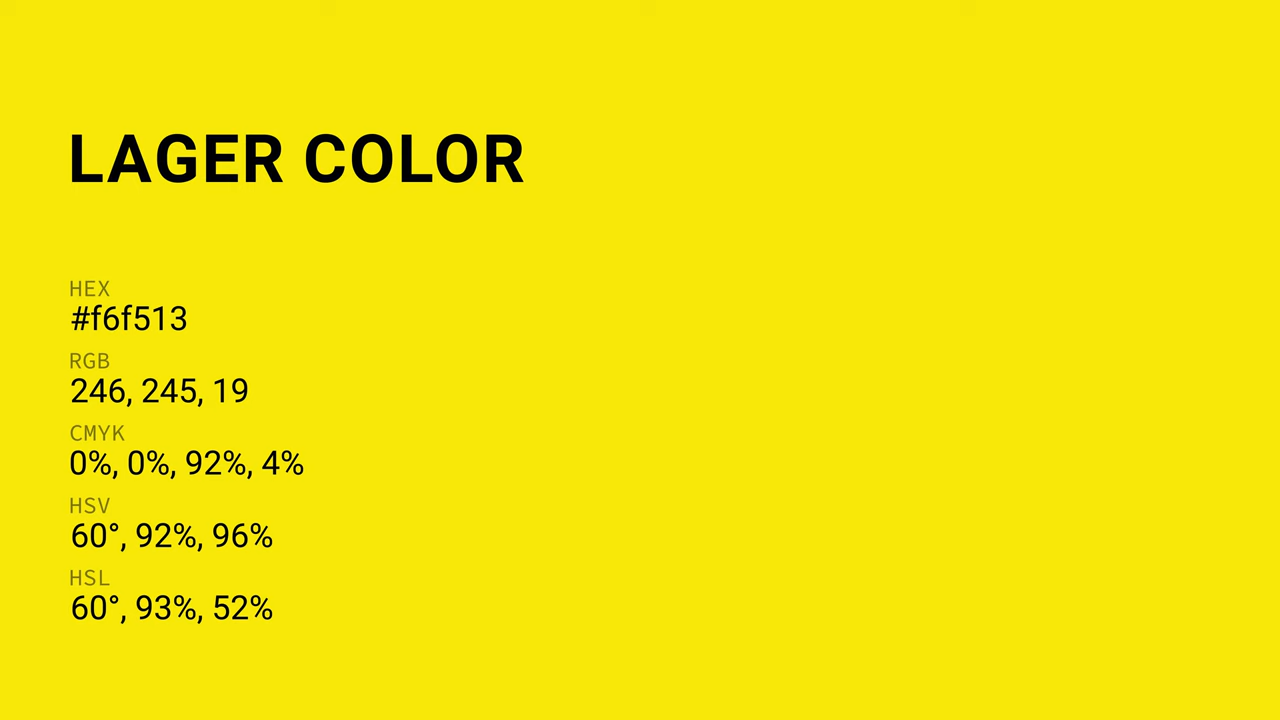 LAGER COLOR
HEX
#f6f513
RGB
246, 245, 19
CMYK
0%, 0%, 92%, 4%
HSV
60°, 92%, 96%
HSL
60°, 93%, 52%